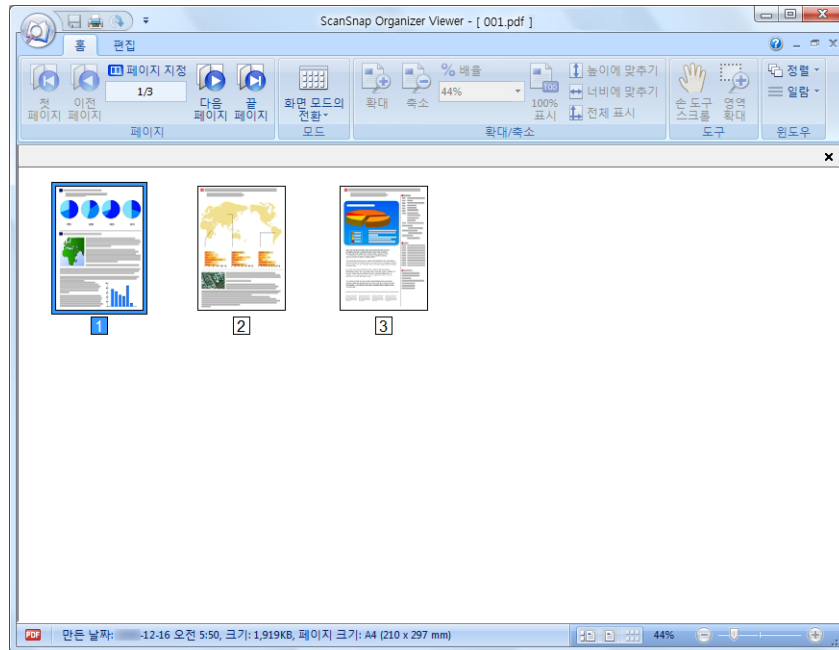 ScanSnap Organizer Viewer - [ 001.pdf ]
홈 편집
페이지 지정
1/3
첫 페이지
이전 페이지
다음 페이지
끝 페이지
페이지
화면 모드의 전환
모드
확대
축소
% 배율
44%
100% 표시
높이에 맞추기
너비에 맞추기
전체 표시
확대/축소
손 도구 스크롤
영역 확대
도구
정렬
일람
윈도우
1
2
3
PDF 만든 날짜: -12-16 오전 5:50, 크기: 1,919KB, 페이지 크기: A4 (210 x 297 mm)
44%